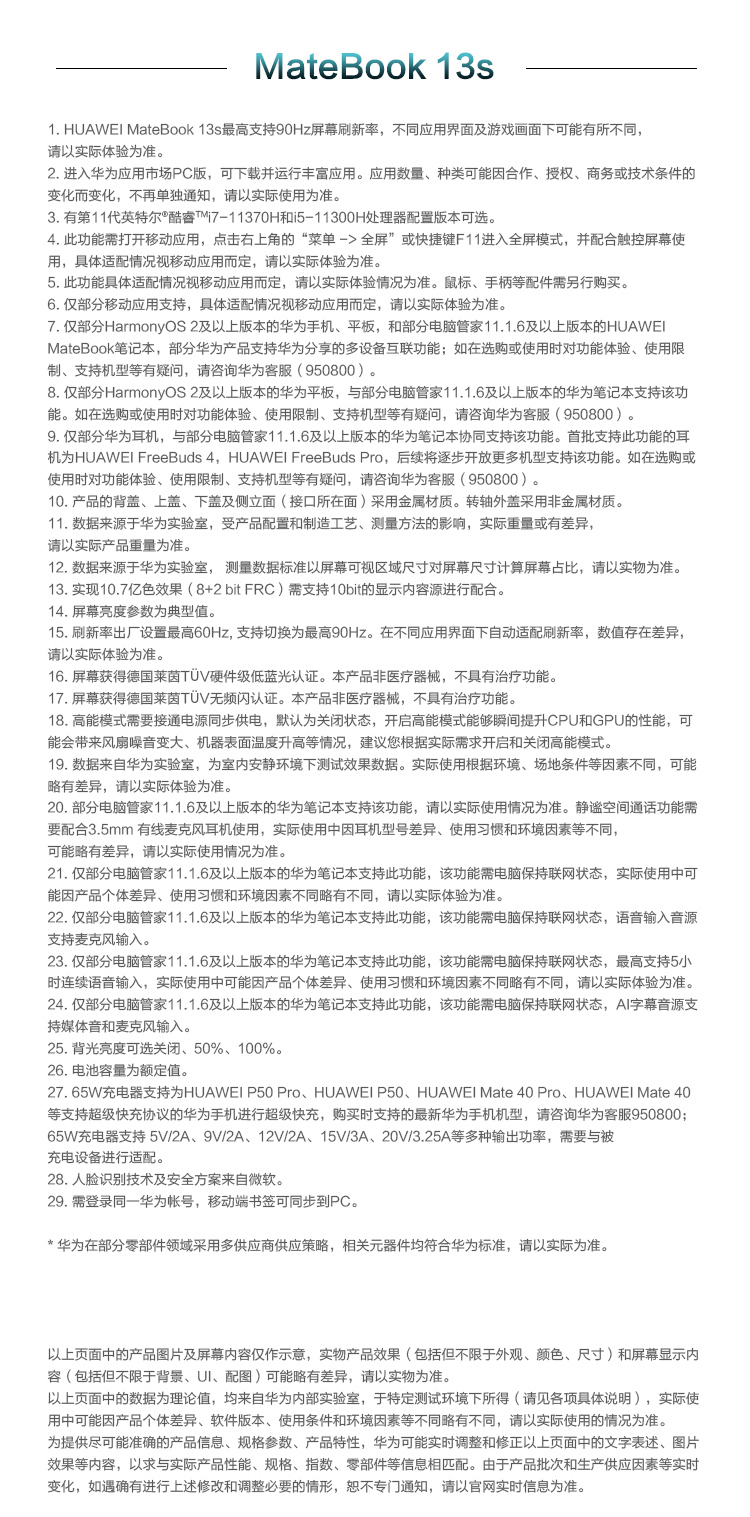 MateBook 13s
1. HUAWEI MateBook 13s最高支持90Hz屏幕刷新率，不同应用界面及游戏画面下可能有所不同，
请以实际体验为准。
2. 进入华为应用市场PC版，可下载并运行丰富应用。应用数量、种类可能因合作、授权、商务或技术条件的
变化而变化，不再单独通知，请以实际使用为准。
3. 有第11代英特尔®酷睿™i7-11370H和i5-11300H处理器配置版本可选。
4. 此功能需打开移动应用，点击右上角的“菜单 -> 全屏”或快捷键F11进入全屏模式，并配合触控屏幕使
用，具体适配情况视移动应用而定，请以实际体验为准。
5. 此功能具体适配情况视移动应用而定，请以实际体验情况为准。鼠标、手柄等配件需另行购买。
6. 仅部分移动应用支持，具体适配情况视移动应用而定，请以实际体验为准。
7. 仅部分HarmonyOS 2及以上版本的华为手机、平板，和部分电脑管家11.1.6及以上版本的HUAWEI
MateBook笔记本，部分华为产品支持华为分享的多设备互联功能；如在选购或使用时对功能体验、使用限
制、支持机型等有疑问，请咨询华为客服（950800）。
8. 仅部分HarmonyOS 2及以上版本的华为平板，与部分电脑管家11.1.6及以上版本的华为笔记本支持该功
能。如在选购或使用时对功能体验、使用限制、支持机型等有疑问，请咨询华为客服（950800）。
9. 仅部分华为耳机，与部分电脑管家11.1.6及以上版本的华为笔记本协同支持该功能。首批支持此功能的耳
机为HUAWEI FreeBuds 4，HUAWEI FreeBuds Pro，后续将逐步开放更多机型支持该功能。如在选购或
使用时对功能体验、使用限制、支持机型等有疑问，请咨询华为客服（950800）。
10. 产品的背盖、上盖、下盖及侧立面（接口所在面）采用金属材质。转轴外盖采用非金属材质。
11. 数据来源于华为实验室，受产品配置和制造工艺、测量方法的影响，实际重量或有差异，
请以实际产品重量为准。
12. 数据来源于华为实验室， 测量数据标准以屏幕可视区域尺寸对屏幕尺寸计算屏幕占比，请以实物为准。
13. 实现10.7亿色效果（8+2 bit FRC）需支持10bit的显示内容源进行配合。
14. 屏幕亮度参数为典型值。
15. 刷新率出厂设置最高60Hz, 支持切换为最高90Hz。在不同应用界面下自动适配刷新率，数值存在差异，
请以实际体验为准。
16. 屏幕获得德国莱茵TÜV硬件级低蓝光认证。本产品非医疗器械，不具有治疗功能。
17. 屏幕获得德国莱茵TÜV无频闪认证。本产品非医疗器械，不具有治疗功能。
18. 高能模式需要接通电源同步供电，默认为关闭状态，开启高能模式能够瞬间提升CPU和GPU的性能，可
能会带来风扇噪音变大、机器表面温度升高等情况，建议您根据实际需求开启和关闭高能模式。
19. 数据来自华为实验室，为室内安静环境下测试效果数据。实际使用根据环境、场地条件等因素不同，可能
略有差异，请以实际体验为准。
20. 部分电脑管家11.1.6及以上版本的华为笔记本支持该功能，请以实际使用情况为准。静谧空间通话功能需
要配合3.5mm 有线麦克风耳机使用，实际使用中因耳机型号差异、使用习惯和环境因素等不同，
可能略有差异，请以实际使用情况为准。
21. 仅部分电脑管家11.1.6及以上版本的华为笔记本支持此功能，该功能需电脑保持联网状态，实际使用中可
能因产品个体差异、使用习惯和环境因素不同略有不同，请以实际体验为准。
22. 仅部分电脑管家11.1.6及以上版本的华为笔记本支持此功能，该功能需电脑保持联网状态，语音输入音源
支持麦克风输入。
23. 仅部分电脑管家11.1.6及以上版本的华为笔记本支持此功能，该功能需电脑保持联网状态，最高支持5小
时连续语音输入，实际使用中可能因产品个体差异、使用习惯和环境因素不同略有不同，请以实际体验为准。
24. 仅部分电脑管家11.1.6及以上版本的华为笔记本支持此功能，该功能需电脑保持联网状态，AI字幕音源支
持媒体音和麦克风输入。
25. 背光亮度可选关闭、50%、100%。
26. 电池容量为额定值。
27. 65W充电器支持为HUAWEI P50 Pro、HUAWEI P50、HUAWEI Mate 40 Pro、HUAWEI Mate 40
等支持超级快充协议的华为手机进行超级快充，购买时支持的最新华为手机机型，请咨询华为客服950800；
65W充电器支持 5V/2A、9V/2A、12V/2A、15V/3A、20V/3.25A等多种输出功率，需要与被
充电设备进行适配。
28. 人脸识别技术及安全方案来自微软。
29. 需登录同一华为帐号，移动端书签可同步到PC。
* 华为在部分零部件领域采用多供应商供应策略，相关元器件均符合华为标准，请以实际为准。
以上页面中的产品图片及屏幕内容仅作示意，实物产品效果（包括但不限于外观、颜色、尺寸）和屏幕显示内
容（包括但不限于背景、UI、配图）可能略有差异，请以实物为准。
以上页面中的数据为理论值，均来自华为内部实验室，于特定测试环境下所得（请见各项具体说明），实际使
用中可能因产品个体差异、软件版本、使用条件和环境因素等不同略有不同，请以实际使用的情况为准。
为提供尽可能准确的产品信息、规格参数、产品特性，华为可能实时调整和修正以上页面中的文字表述、图片
效果等内容，以求与实际产品性能、规格、指数、零部件等信息相匹配。由于产品批次和生产供应因素等实时
变化，如遇确有进行上述修改和调整必要的情形，恕不专门通知，请以官网实时信息为准。